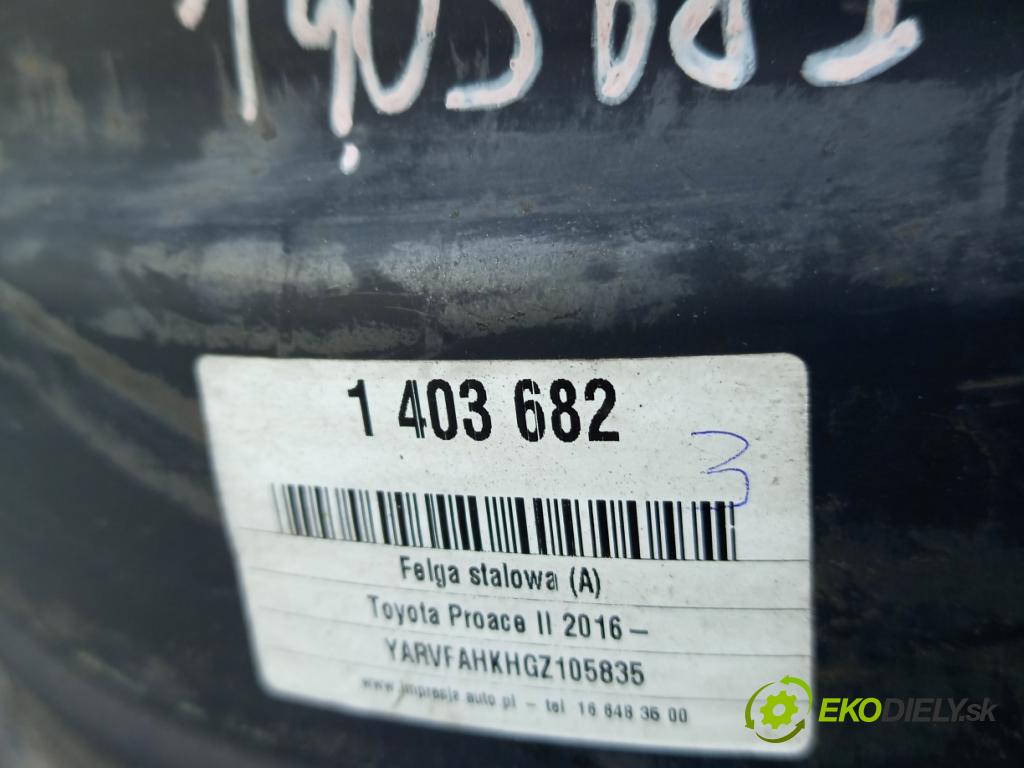 1 403 682
3
Felga stalowa (A)
Toyota Proace II 2016 –
YARVFAHKHGZ105835
www.impresje auto.pl – tel 16 648 35 00
EKODIELY.sk